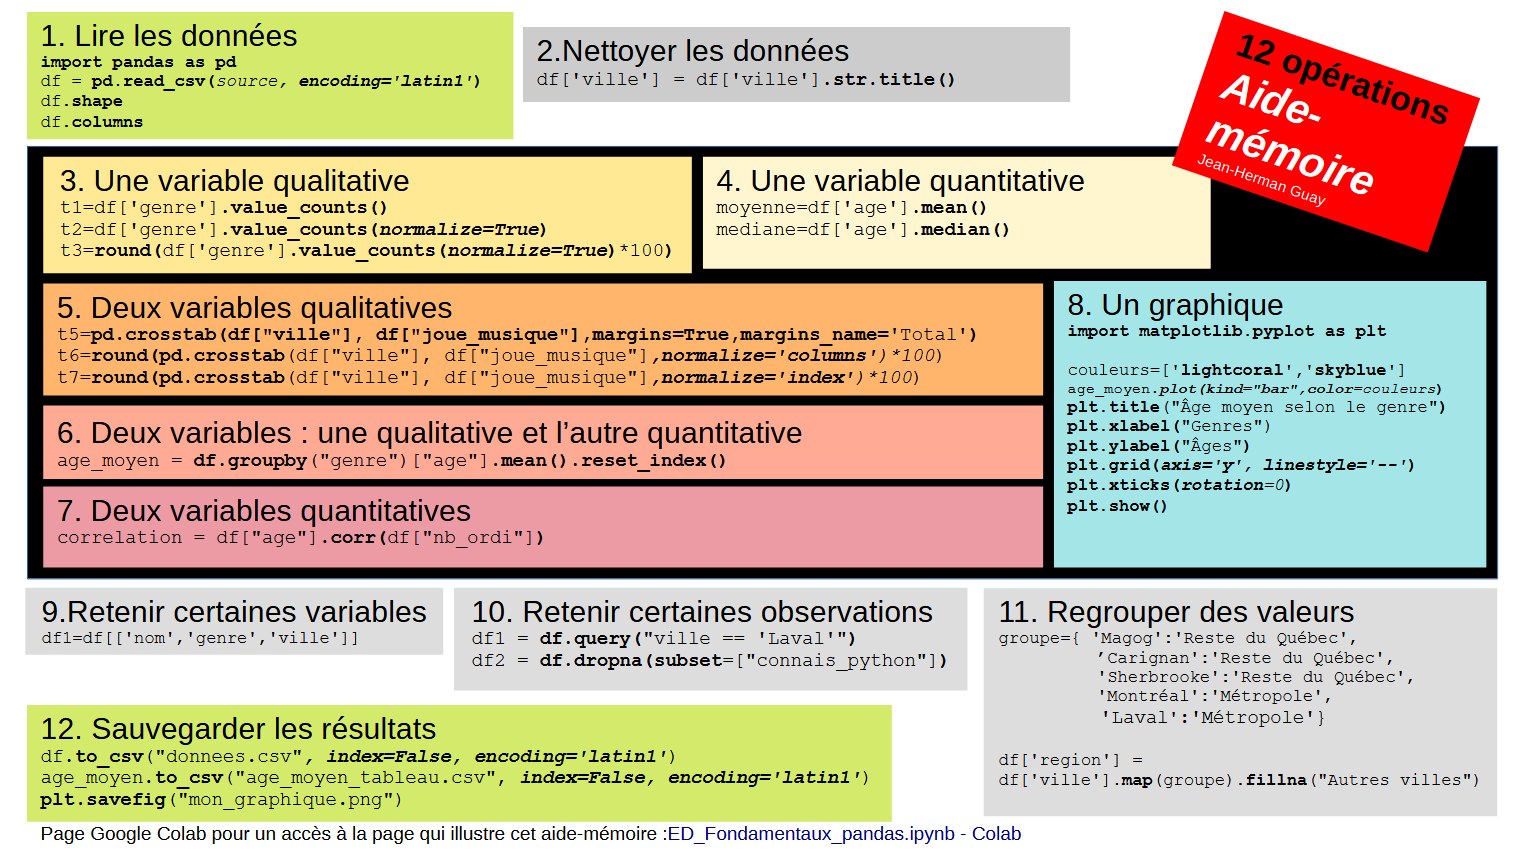 1. Lire les données
import pandas as pd
df = pd.read_csv(source, encoding='latin1')
df.shape
df.columns
2.Nettoyer les données
df['ville'] = df['ville'].str.title()
12 opérations
Aide-
mémoire
Jean-Herman Guay
3. Une variable qualitative
t1=df['genre'].value_counts()
t2=df['genre'].value_counts(normalize=True)
t3=round(df['genre'].value_counts(normalize=True)*100)
4. Une variable quantitative
moyenne=df['age'].mean()
mediane=df['age'].median()
5. Deux variables qualitatives
t5=pd.crosstab(df["ville"], df["joue_musique"],margins=True,margins_name='Total')
t6=round(pd.crosstab(df["ville"], df["joue_musique"],normalize='columns')*100)
t7=round(pd.crosstab(df["ville"], df["joue_musique"],normalize='index')*100)
6. Deux variables : une qualitative et l’autre quantitative
age_moyen = df.groupby("genre")["age"].mean().reset_index()
7. Deux variables quantitatives
correlation = df["age"].corr(df["nb_ordi"])
8. Un graphique
import matplotlib.pyplot as plt
couleurs=['lightcoral','skyblue']
age_moyen.plot(kind="bar",color=couleurs)
plt.title("Âge moyen selon le genre")
plt.xlabel("Genres")
plt.ylabel("Âges")
plt.grid(axis='y', linestyle='--')
plt.xticks(rotation=0)
plt.show()
9.Retenir certaines variables
df1=df[['nom','genre','ville']]
10. Retenir certaines observations
df1 = df.query("ville == 'Laval'")
df2 = df.dropna(subset=["connais_python"])
11. Regrouper des valeurs
groupe={ 'Magog':'Reste du Québec',
’Carignan':'Reste du Québec',
'Sherbrooke':'Reste du Québec',
'Montréal':'Métropole',
'Laval':'Métropole'}
df['region'] =
df['ville'].map(groupe).fillna("Autres villes")
12. Sauvegarder les résultats
df.to_csv("donnees.csv", index=False, encoding='latin1')
age_moyen.to_csv("age_moyen_tableau.csv", index=False, encoding='latin1')
plt.savefig("mon_graphique.png")
Page Google Colab pour un accès à la page qui illustre cet aide-mémoire :ED_Fondamentaux_pandas.ipynb - Colab